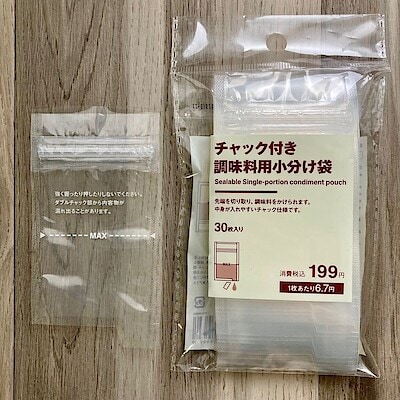 強く握ったり押したりしないでください。
ダブルチャック部から内容物が
漏れ出ることがあります。
MAX
チャック付き
調味料用小分け袋
Sealable Single-portion condiment pouch
先端を切り取り、調味料をかけられます。
中身が入れやすいチャック仕様です。
30枚入り
MAX
消費税込 199円
1枚あたり6.7円